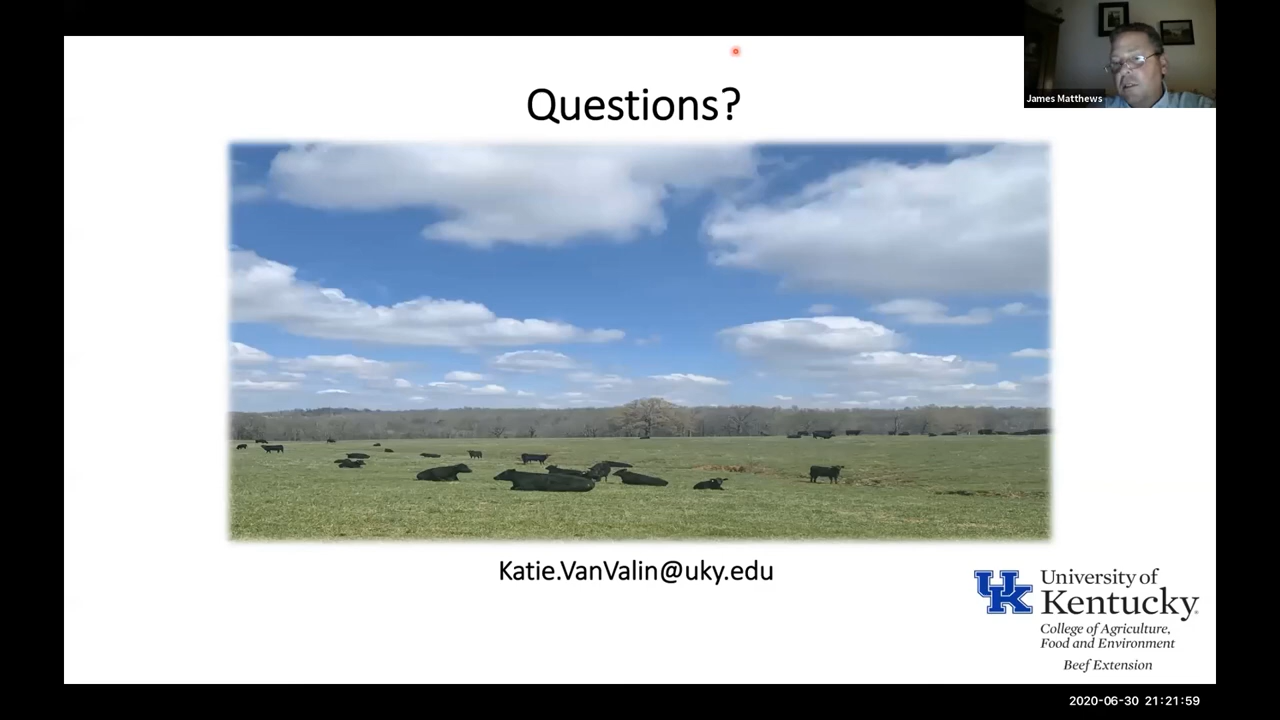 James Matthews
Questions?
Katie.VanValin@uky.edu
UK
University of
Kentucky
College of Agriculture,
Food and Environment
Beef Extension
2020-06-30 21:21:59